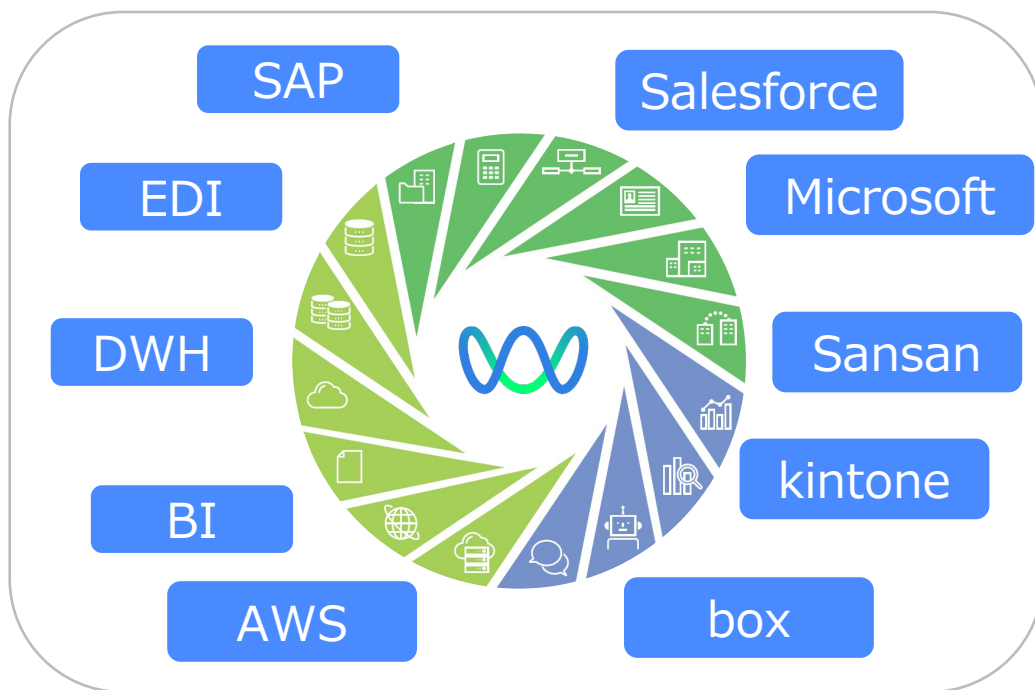 SAP
Salesforce
EDI
Microsoft
DWH
Sansan
BI
kintone
AWS
box